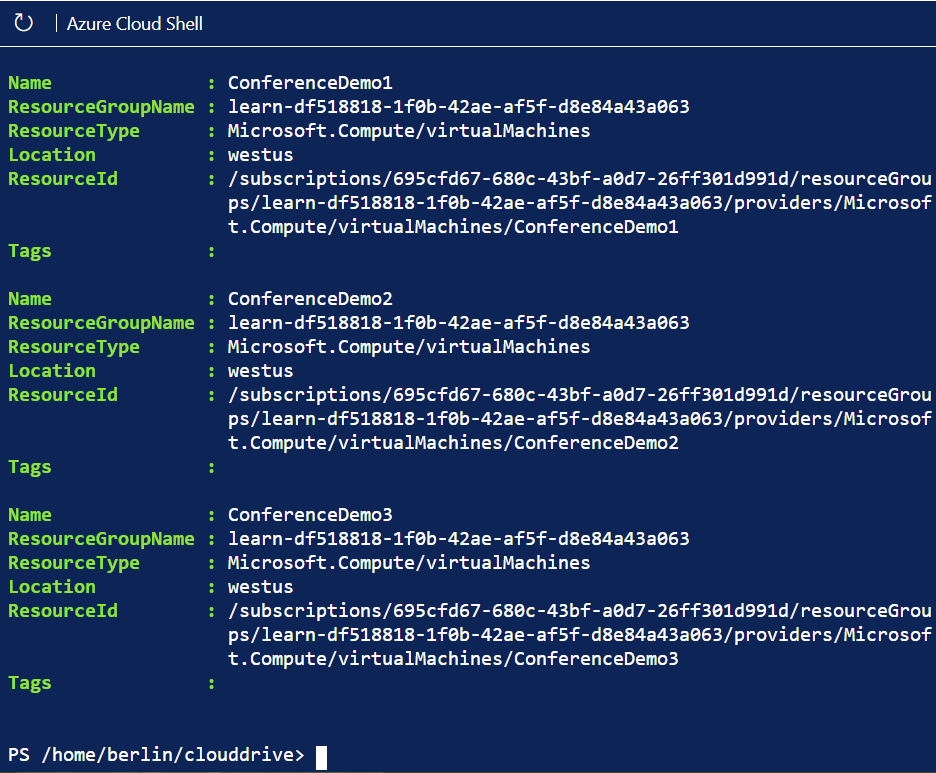 Azure Cloud Shell
Name : ConferenceDemo1
ResourceGroupName : learn-df518818-1f0b-42ae-af5f-d8e84a43a063
ResourceType : Microsoft.Compute/virtualMachines
Location : westus
ResourceId : /subscriptions/695cfd67-680c-43bf-a0d7-26ff301d991d/resourceGrou
ps/learn-df518818-1f0b-42ae-af5f-d8e84a43a063/providers/Microsof
t.Compute/virtualMachines/ConferenceDemo1
Tags :
Name : ConferenceDemo2
ResourceGroupName : learn-df518818-1f0b-42ae-af5f-d8e84a43a063
ResourceType : Microsoft.Compute/virtualMachines
Location : westus
ResourceId : /subscriptions/695cfd67-680c-43bf-a0d7-26ff301d991d/resourceGrou
ps/learn-df518818-1f0b-42ae-af5f-d8e84a43a063/providers/Microsof
t.Compute/virtualMachines/ConferenceDemo2
Tags :
Name : ConferenceDemo3
ResourceGroupName : learn-df518818-1f0b-42ae-af5f-d8e84a43a063
ResourceType : Microsoft.Compute/virtualMachines
Location : westus
ResourceId : /subscriptions/695cfd67-680c-43bf-a0d7-26ff301d991d/resourceGrou
ps/learn-df518818-1f0b-42ae-af5f-d8e84a43a063/providers/Microsof
t.Compute/virtualMachines/ConferenceDemo3
Tags :
PS /home/berlin/clouddrive>